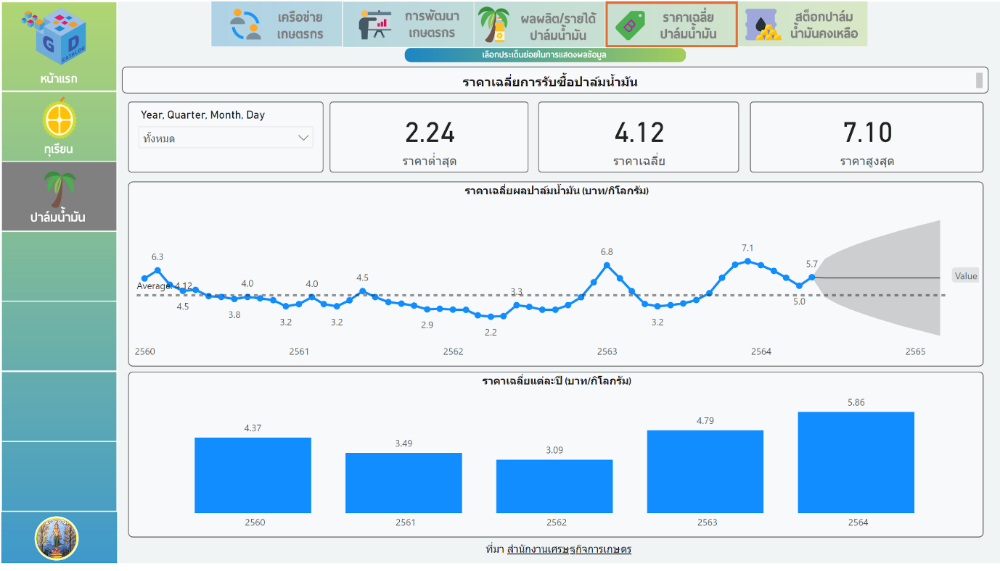 G D
CATALOG
หน้าแรก
ทุเรียน
ปาล์มน้ำมัน
เครือข่าย
เกษตรกร
การพัฒนา
เกษตรกร
ผลผลิต/รายได้
ปาล์มน้ำมัน
ราคาเฉลี่ย
ปาล์มน้ำมัน
สต็อกปาล์ม
น้ำมันคงเหลือ
เลือกประเด็นย่อยในการแสดงผลข้อมูล
ราคาเฉลี่ยการรับซื้อปาล์มน้ำมัน
Year, Quarter, Month, Day
ทั้งหมด
2.24
ราคาต่ำสุด
4.12
ราคาเฉลี่ย
7.10
ราคาสูงสุด
ราคาเฉลี่ยผลปาล์มน้ำมัน (บาท/กิโลกรัม)
6.3
Average: 4.12
4.5
3.8
4.0
3.2
4.0
3.2
4.5
2.9
2.2
3.3
6.8
3.2
7.1
5.0
5.7
Value
2560 2561 2562 2563 2564 2565
ราคาเฉลี่ยแต่ละปี (บาท/กิโลกรัม)
4.37 3.49 3.09 4.79 5.86
2560 2561 2562 2563 2564
ที่มา สำนักงานเศรษฐกิจการเกษตร